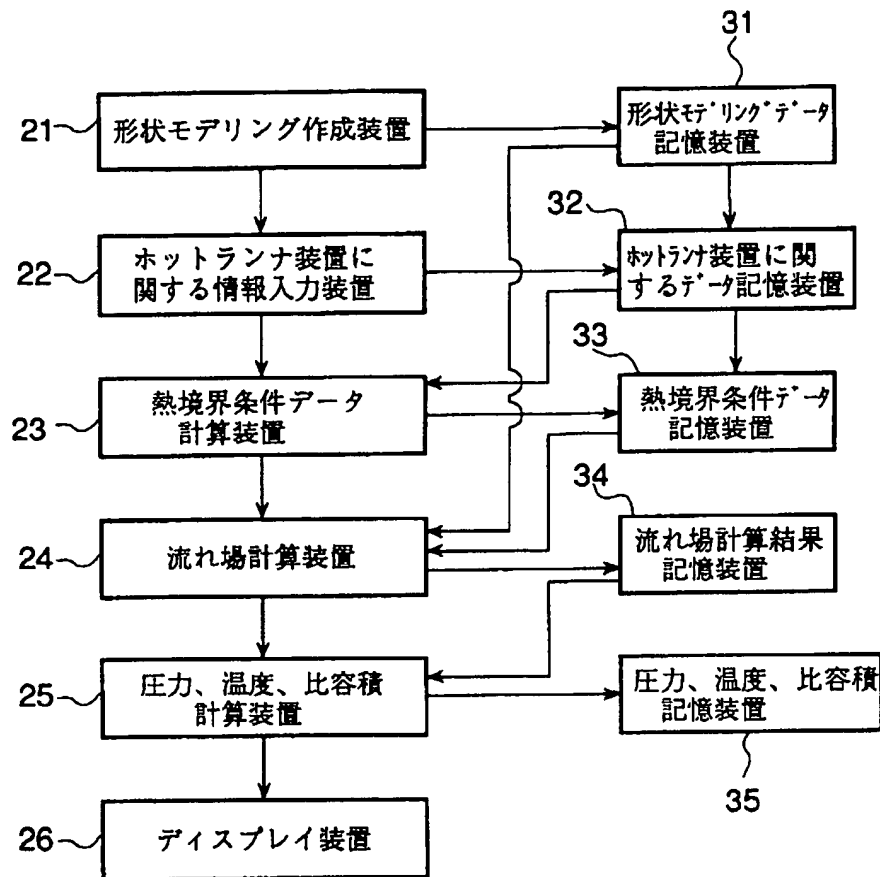 31
21
形状モデリング作成装置
形状モデリングデータ
記憶装置
32
22
ホットランナ装置に
関する情報入力装置
ホットランナ装置に関
するデータ記憶装置
33
23
熱境界条件データ
計算装置
熱境界条件データ
記憶装置
34
24
流れ場計算装置
流れ場計算結果
記憶装置
25
圧力、温度、比容積
計算装置
圧力、温度、比容積
記憶装置
35
26
ディスプレイ装置